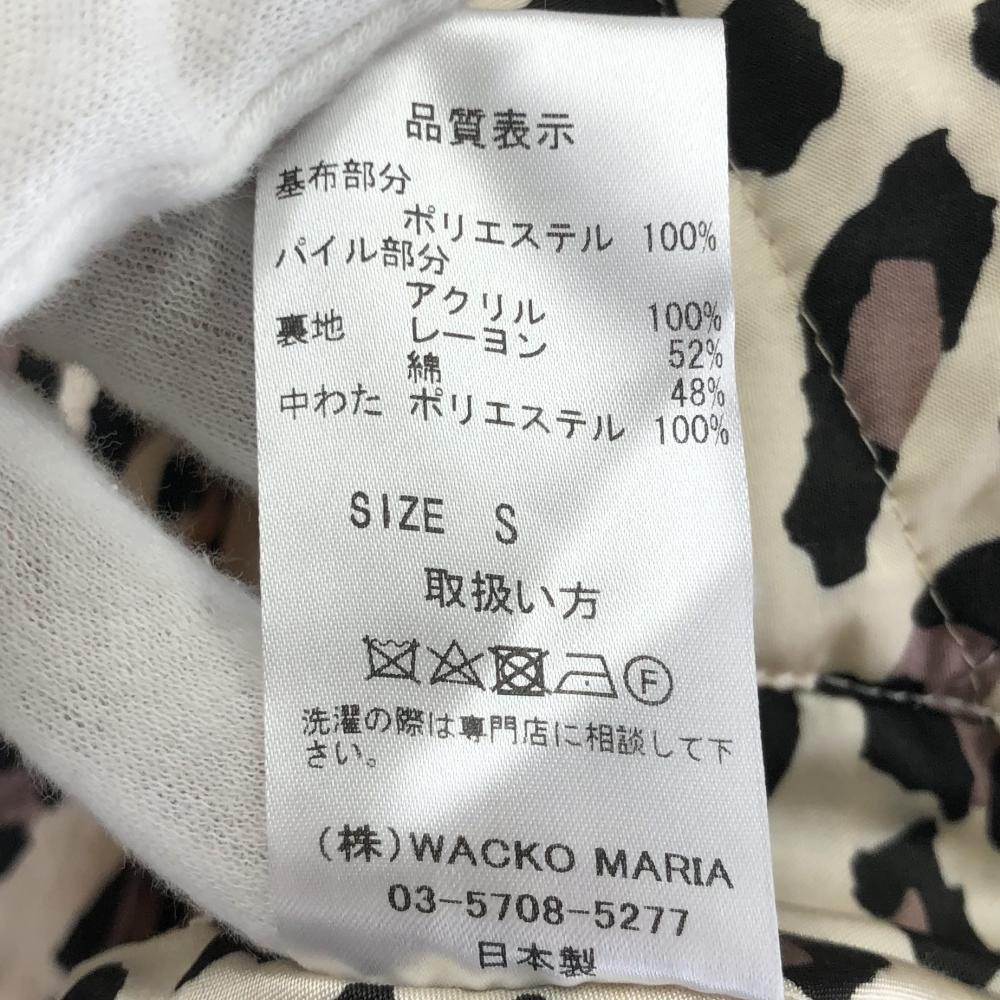 品質表示
基布部分
ポリエステル 100%
パイル部分
アクリル 100%
裏地 レーヨン 52%
綿 48%
中わた ポリエステル 100%
SIZE S
取扱い方
F
洗濯の際は専門店に相談して下
さい。
(株)WACKO MARIA
03-5708-5277
日本製